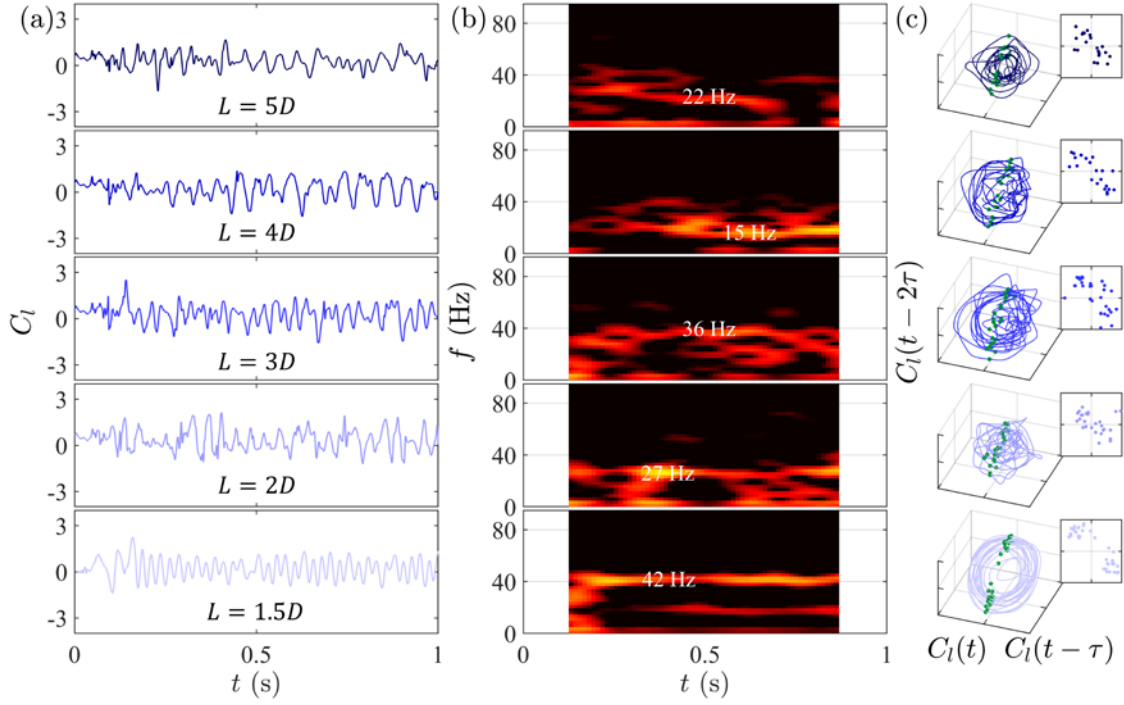 (a)
(b)
(c)
3
0
-3
L = 5D
80
40
0
22 Hz
3
0
-3
L = 4D
80
40
0
15 Hz
3
0
-3
L = 3D
80
40
0
36 Hz
3
0
-3
L = 2D
80
40
0
27 Hz
3
0
-3
L = 1.5D
80
40
0
42 Hz
C_l
f (Hz)
C_l(t − 2τ)
0
0.5
1
t (s)
0
0.5
1
t (s)
C_l(t)
C_l(t − τ)